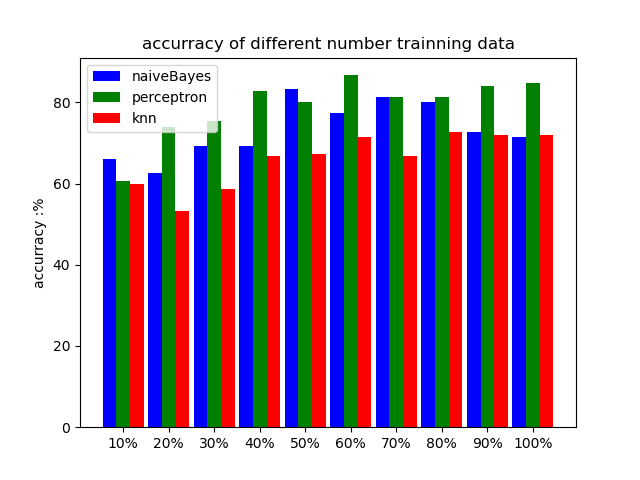 accurracy of different number trainning data
naiveBayes
perceptron
knn
accurracy :%
80
60
40
20
0
10% 20% 30% 40% 50% 60% 70% 80% 90% 100%